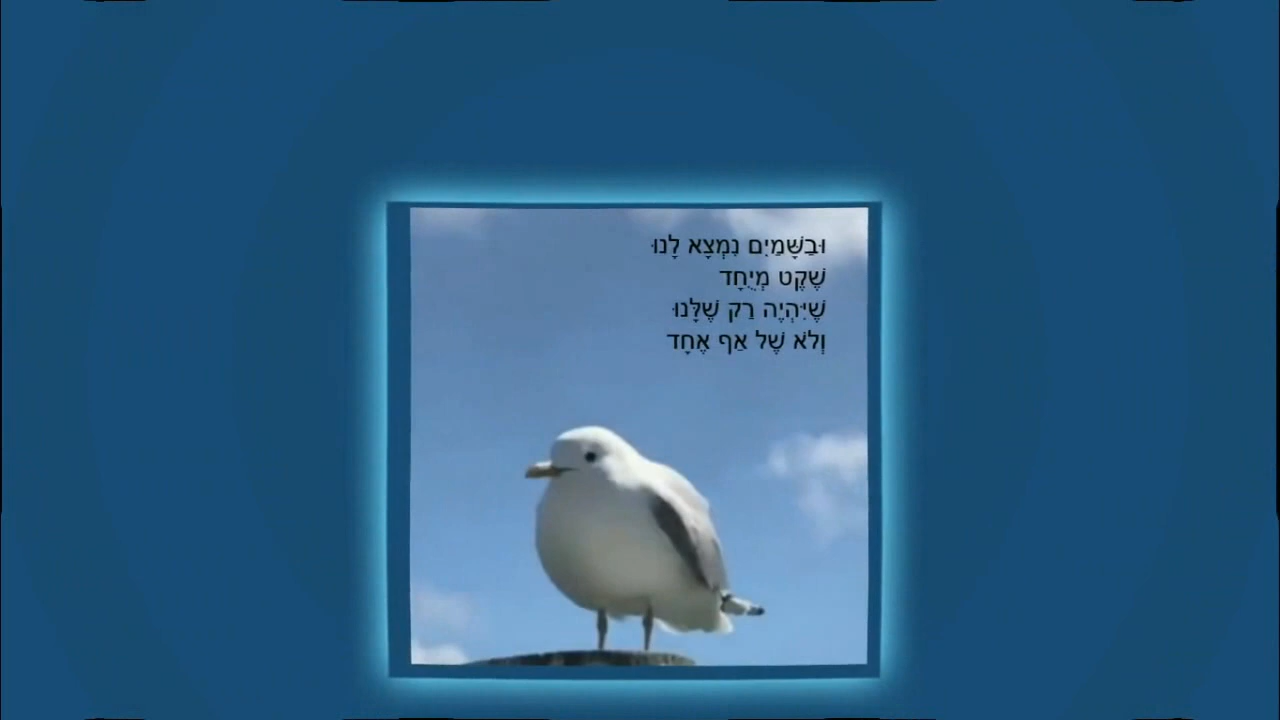 וּבַשָּׁמַיִם נִמְצָא לָנוּ
שֶׁקֶט מְיֻחָד
שֶׁיִּהְיֶה רַק שֶׁלָּנוּ
וְלֹא שֶׁל אַף אֶחָד